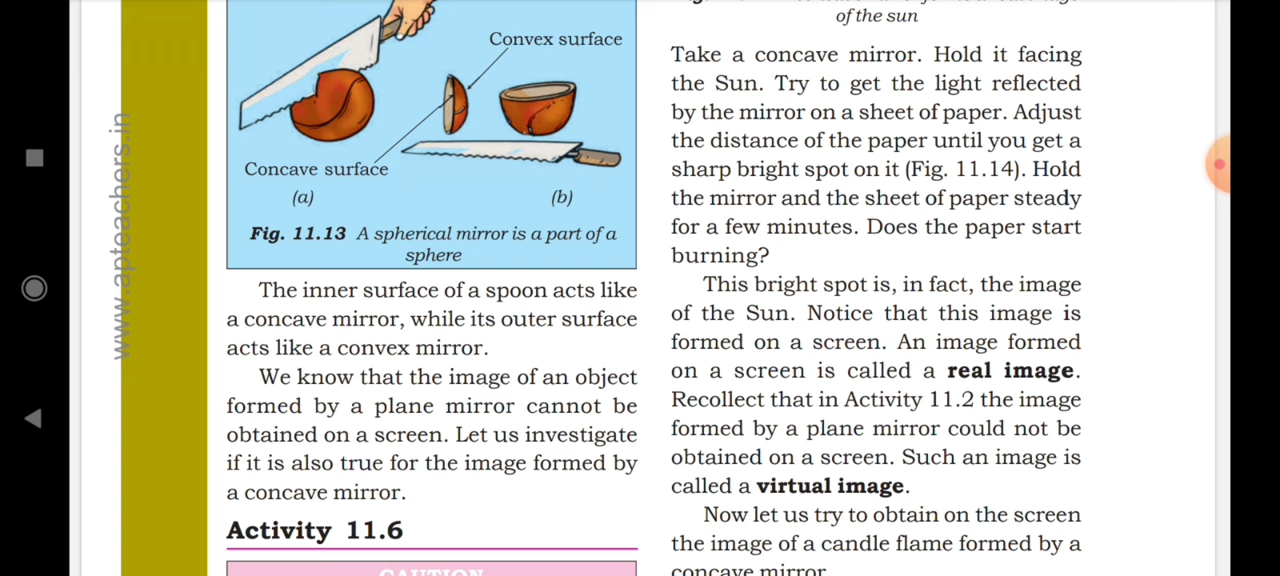 www.apteachers.in
Convex surface
Concave surface
(a)
(b)
Fig. 11.13 A spherical mirror is a part of a
sphere
The inner surface of a spoon acts like
a concave mirror, while its outer surface
acts like a convex mirror.
We know that the image of an object
formed by a plane mirror cannot be
obtained on a screen. Let us investigate
if it is also true for the image formed by
a concave mirror.
Activity 11.6
CAUTION
of the sun
Take a concave mirror. Hold it facing
the Sun. Try to get the light reflected
by the mirror on a sheet of paper. Adjust
the distance of the paper until you get a
sharp bright spot on it (Fig. 11.14). Hold
the mirror and the sheet of paper steady
for a few minutes. Does the paper start
burning?
This bright spot is, in fact, the image
of the Sun. Notice that this image is
formed on a screen. An image formed
on a screen is called a real image.
Recollect that in Activity 11.2 the image
formed by a plane mirror could not be
obtained on a screen. Such an image is
called a virtual image.
Now let us try to obtain on the screen
the image of a candle flame formed by a
concave mirror.